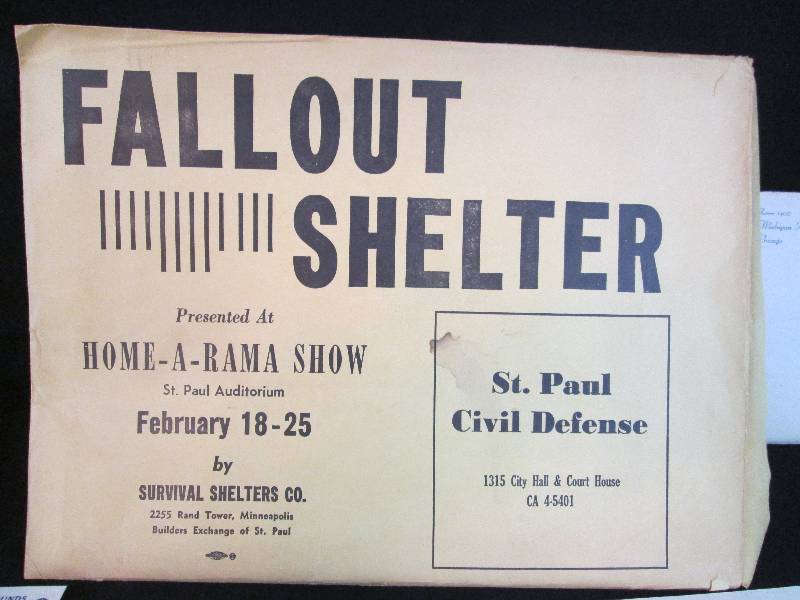 FALLOUT
SHELTER
Presented At
HOME-A-RAMA SHOW
St. Paul Auditorium
February 18-25
by
SURVIVAL SHELTERS CO.
2255 Rand Tower, Minneapolis
Builders Exchange of St. Paul
St. Paul
Civil Defense
1315 City Hall & Court House
CA 4-5401
Michigan
Chicago